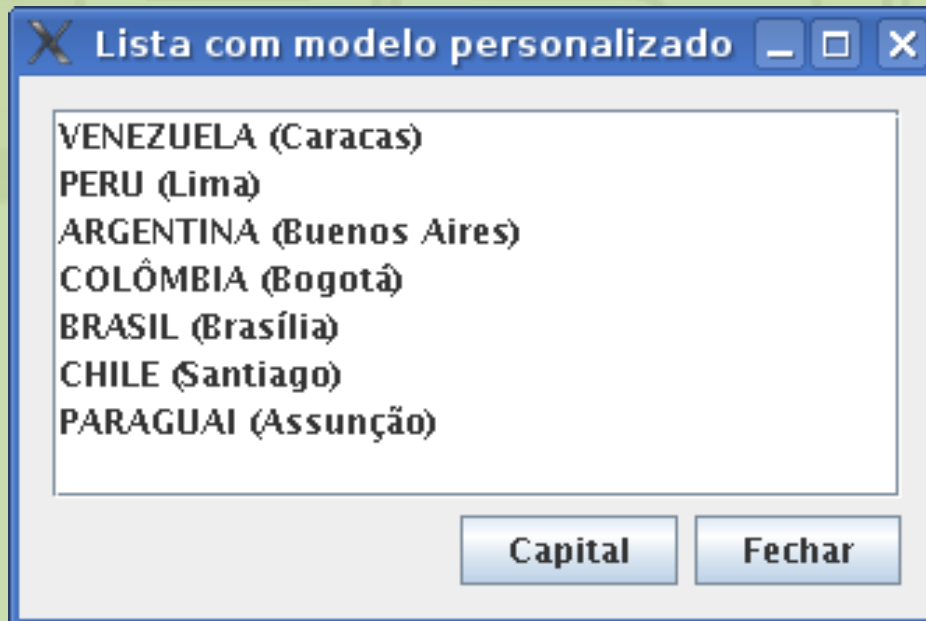 Lista com modelo personalizado
VENEZUELA (Caracas)
PERU (Lima)
ARGENTINA (Buenos Aires)
COLÔMBIA (Bogotá)
BRASIL (Brasília)
CHILE (Santiago)
PARAGUAI (Assunção)
Capital Fechar